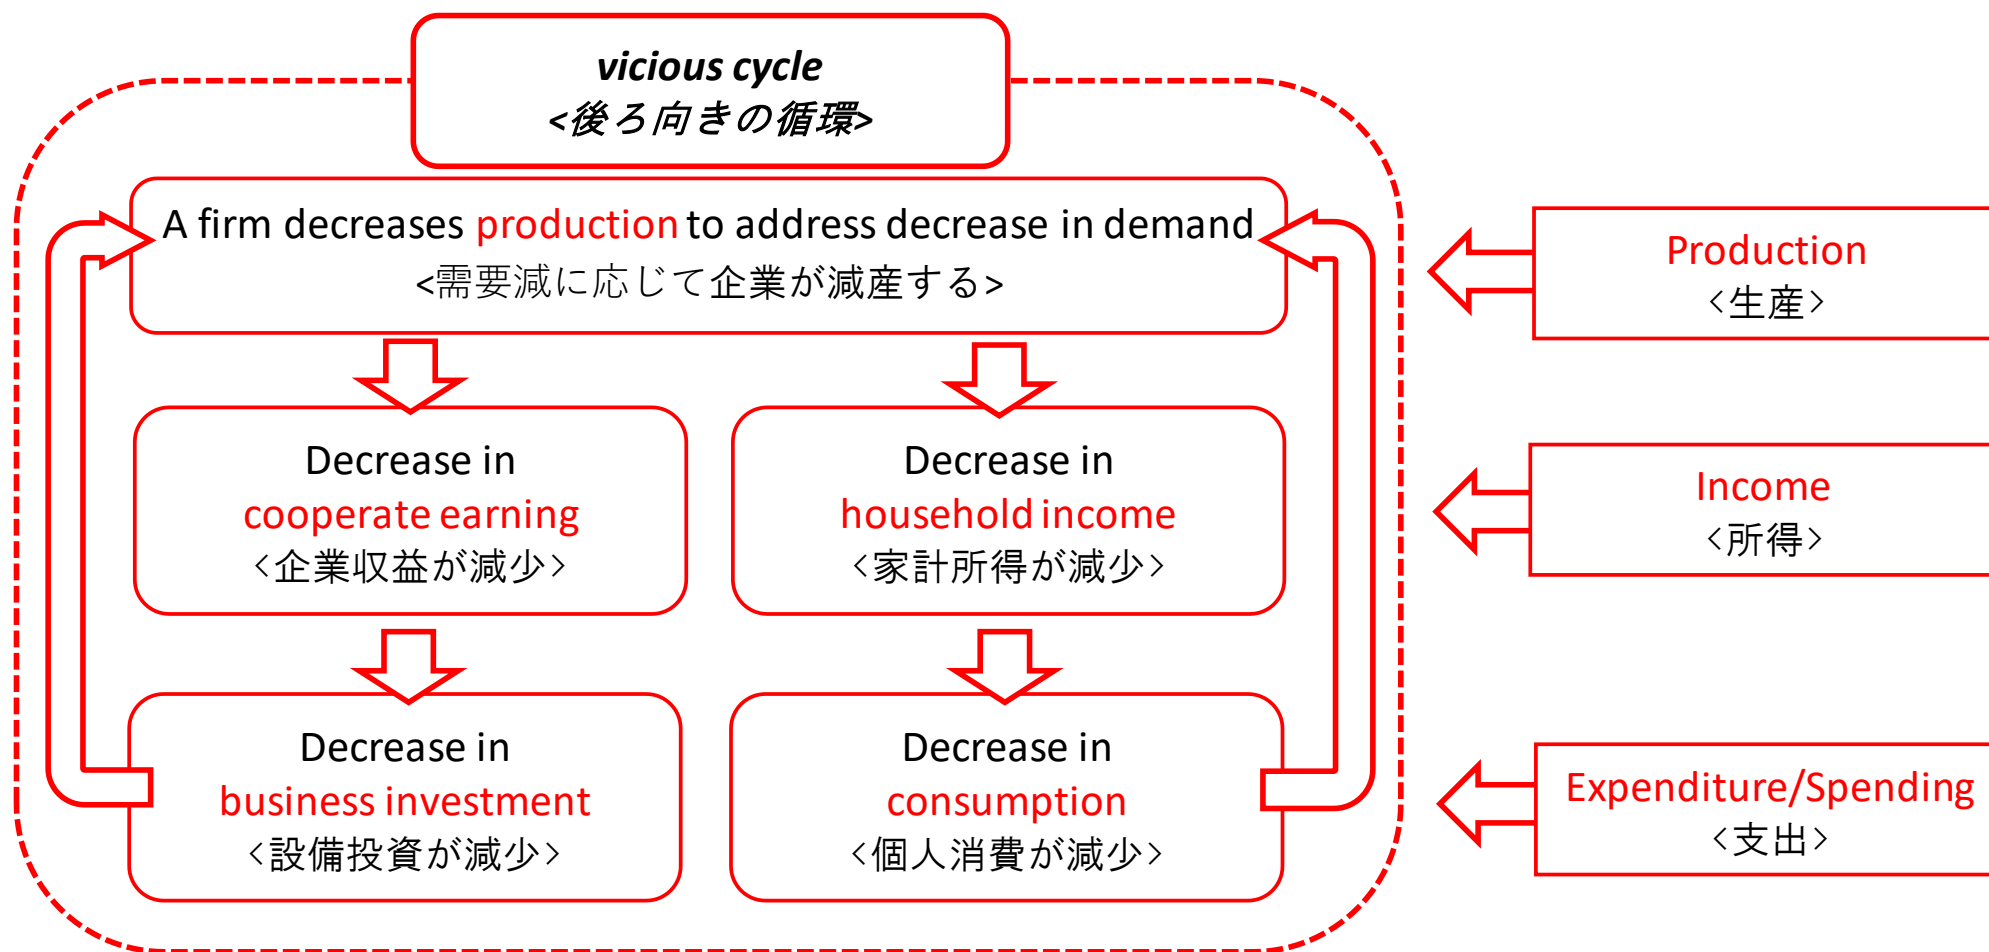 vicious cycle
<後ろ向きの循環>
A firm decreases production to address decrease in demand
<需要減に応じて企業が減産する>
Production
〈生産〉
Decrease in
cooperate earning
〈企業収益が減少〉
Decrease in
household income
〈家計所得が減少〉
Income
〈所得〉
Decrease in
business investment
〈設備投資が減少〉
Decrease in
consumption
〈個人消費が減少〉
Expenditure/Spending
〈支出〉